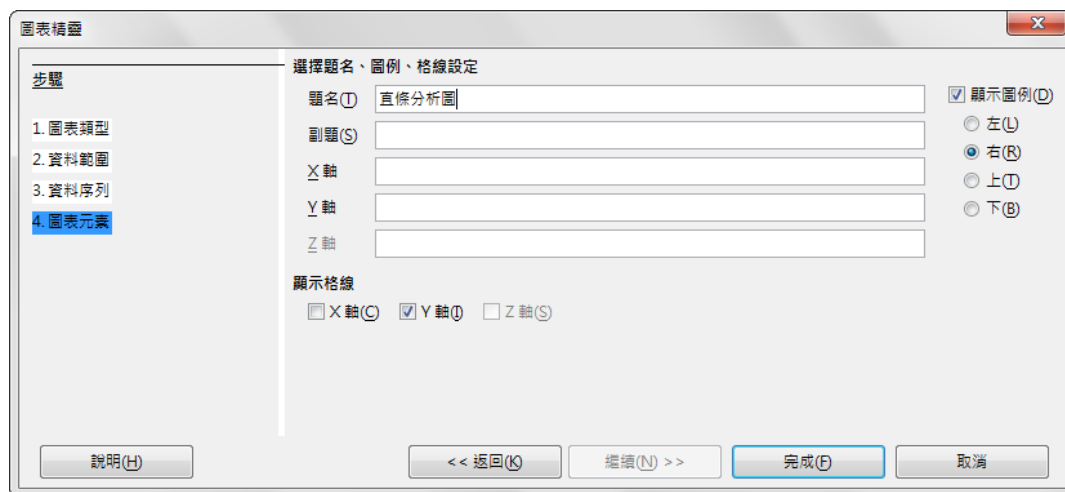 圖表精靈
步驟
1. 圖表類型
2. 資料範圍
3. 資料序列
4. 圖表元素
選擇題名、圖例、格線設定
題名(T) 直條分析圖
副題(S)
X 軸
Y 軸
Z 軸
顯示圖例(D)
左(L)
右(R)
上(T)
下(B)
顯示格線
X 軸(C) Y 軸(I) Z 軸(S)
說明(H) << 返回(K) 繼續(N) >> 完成(F) 取消